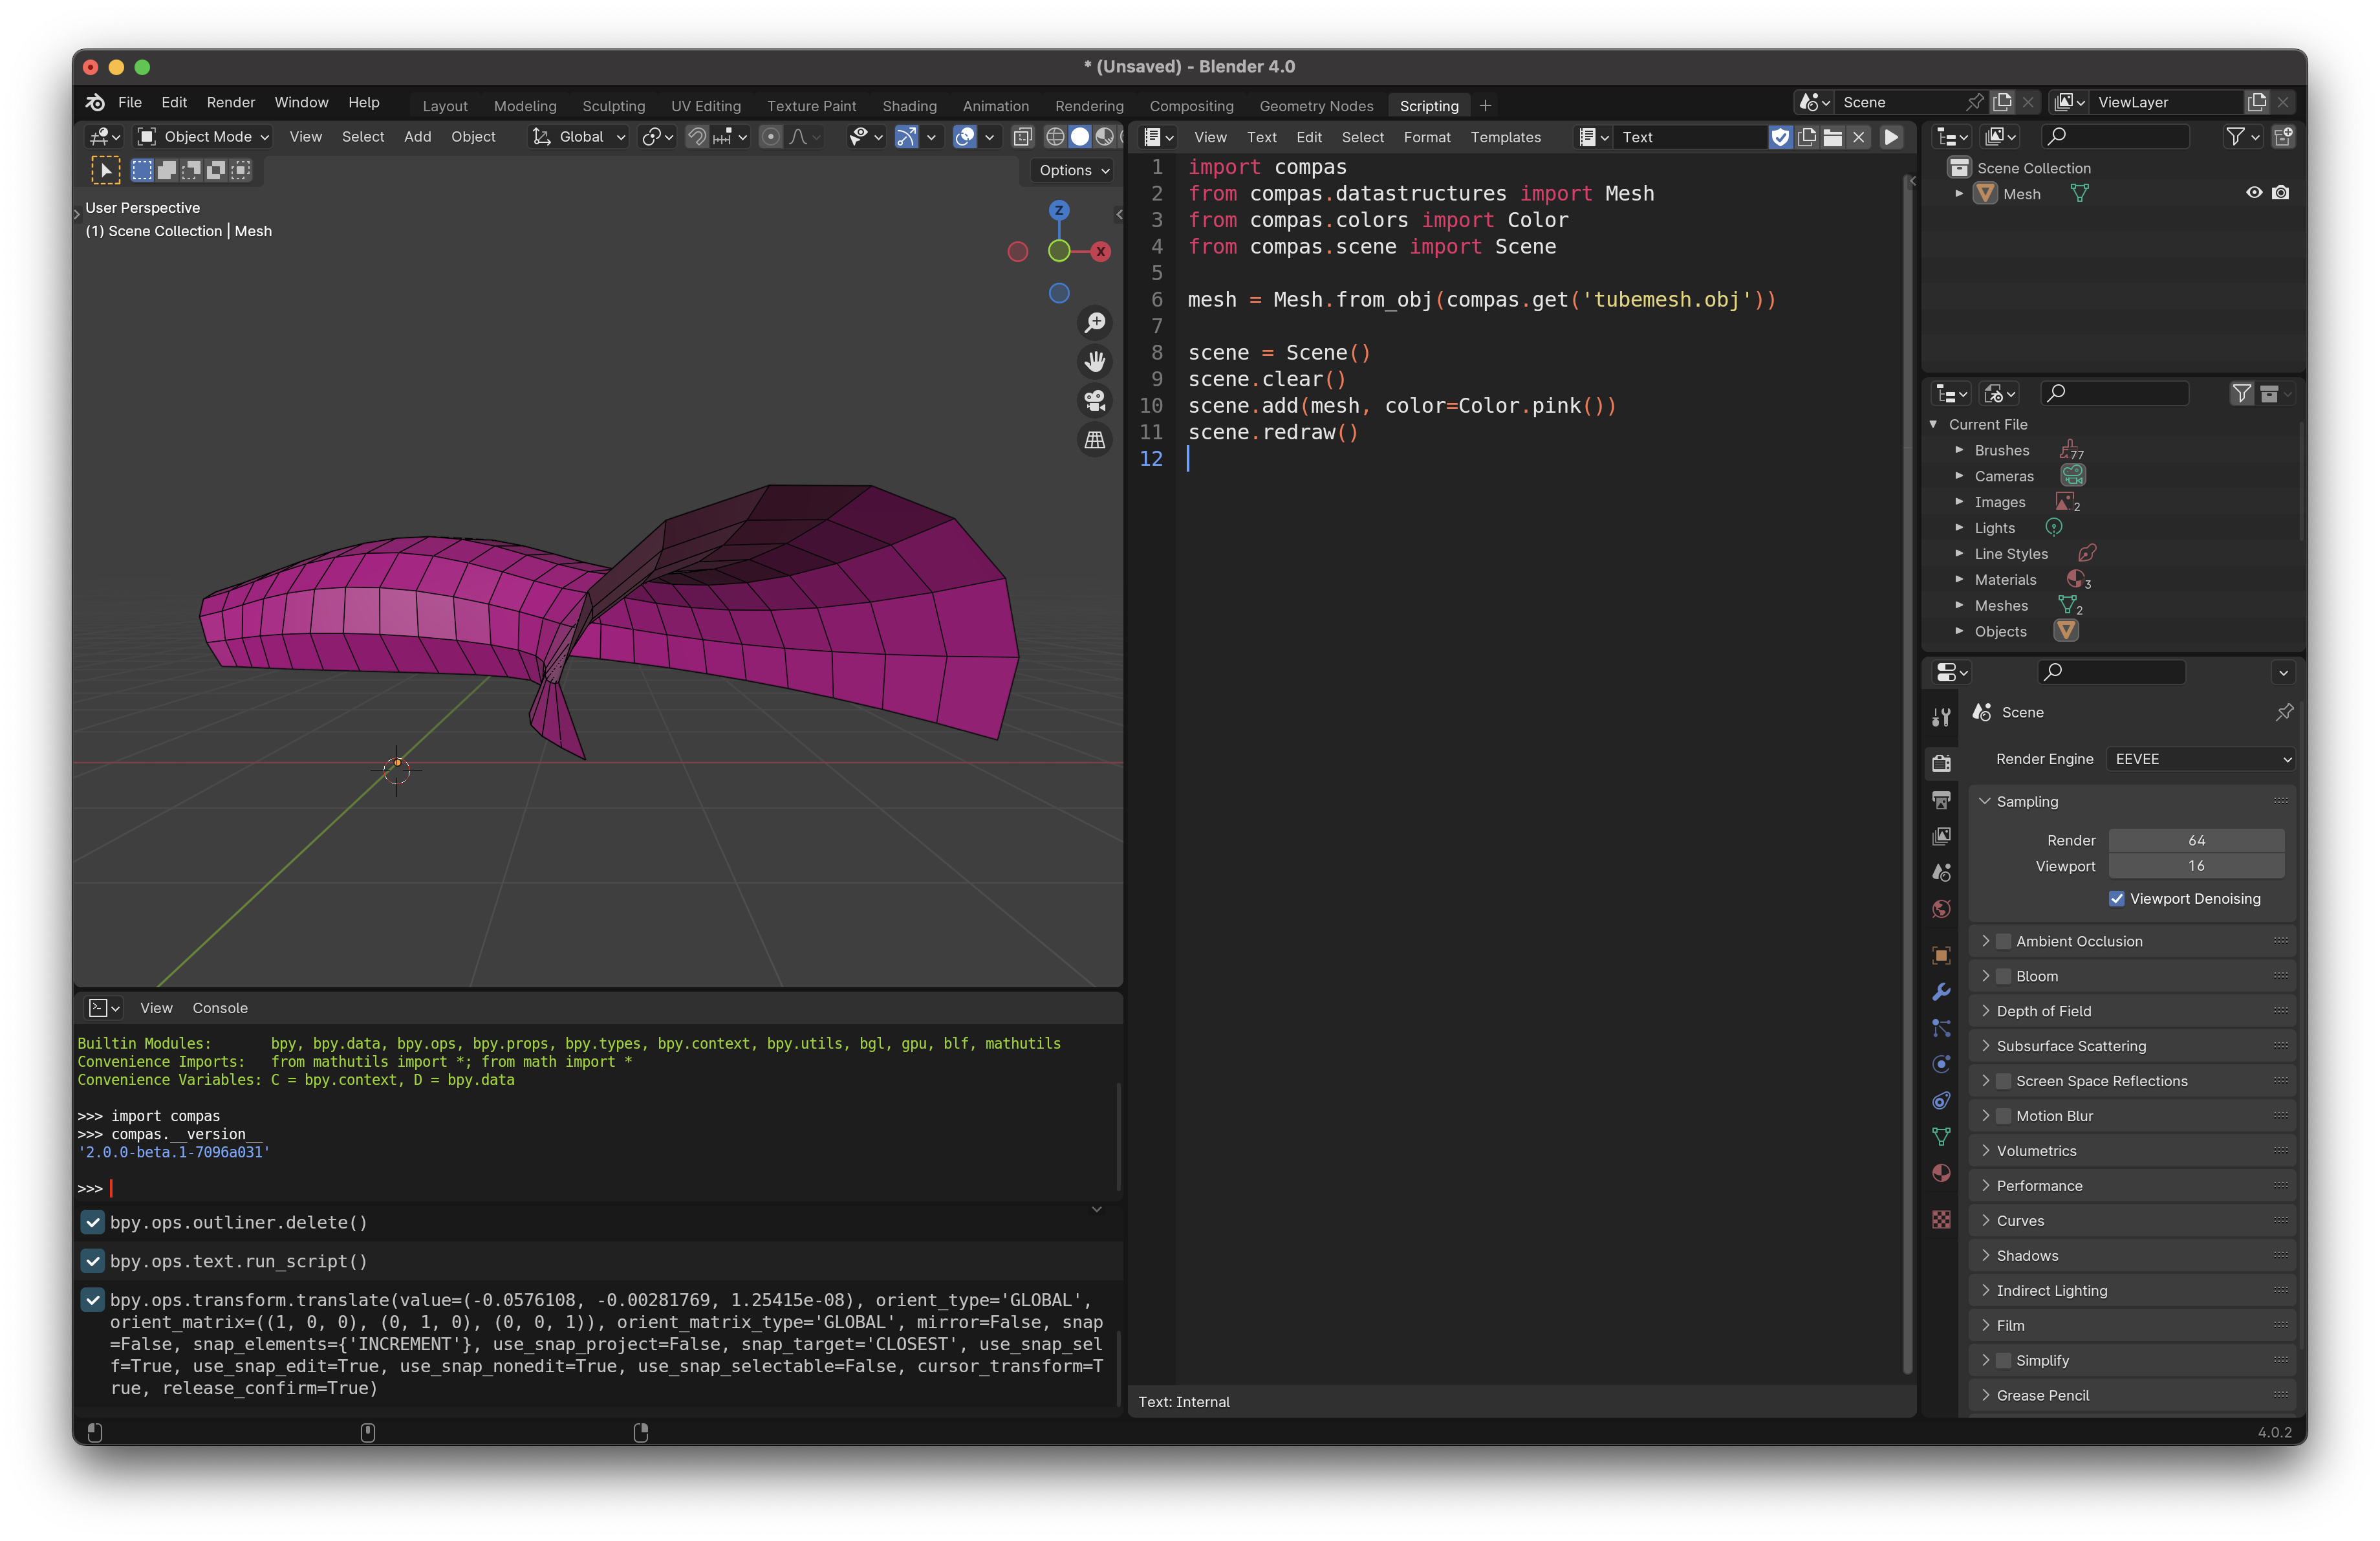 * (Unsaved) - Blender 4.0
File Edit Render Window Help Layout Modeling Sculpting UV Editing Texture Paint Shading Animation Rendering Compositing Geometry Nodes Scripting + Scene ViewLayer
Object Mode View Select Add Object Global
Options
User Perspective
(1) Scene Collection | Mesh
Z
X
View Text Edit Select Format Templates Text
1 import compas
2 from compas.datastructures import Mesh
3 from compas.colors import Color
4 from compas.scene import Scene
5
6 mesh = Mesh.from_obj(compas.get('tubemesh.obj'))
7
8 scene = Scene()
9 scene.clear()
10 scene.add(mesh, color=Color.pink())
11 scene.redraw()
12
Text: Internal
View Console
Builtin Modules: bpy, bpy.data, bpy.ops, bpy.props, bpy.types, bpy.context, bpy.utils, bgl, gpu, blf, mathutils
Convenience Imports: from mathutils import *; from math import *
Convenience Variables: C = bpy.context, D = bpy.data
>>> import compas
>>> compas.__version__
'2.0.0-beta.1-7096a031'
>>>
bpy.ops.outliner.delete()
bpy.ops.text.run_script()
bpy.ops.transform.translate(value=(-0.0576108, -0.00281769, 1.25415e-08), orient_type='GLOBAL',
orient_matrix=((1, 0, 0), (0, 1, 0), (0, 0, 1)), orient_matrix_type='GLOBAL', mirror=False, snap
=False, snap_elements={'INCREMENT'}, use_snap_project=False, snap_target='CLOSEST', use_snap_sel
f=True, use_snap_edit=True, use_snap_nonedit=True, use_snap_selectable=False, cursor_transform=T
rue, release_confirm=True)
Scene Collection
Mesh
Current File
Brushes 77
Cameras
Images 2
Lights
Line Styles
Materials 3
Meshes 2
Objects
Scene
Render Engine EEVEE
Sampling
Render 64
Viewport 16
Viewport Denoising
Ambient Occlusion
Bloom
Depth of Field
Subsurface Scattering
Screen Space Reflections
Motion Blur
Volumetrics
Performance
Curves
Shadows
Indirect Lighting
Film
Simplify
Grease Pencil
4.0.2